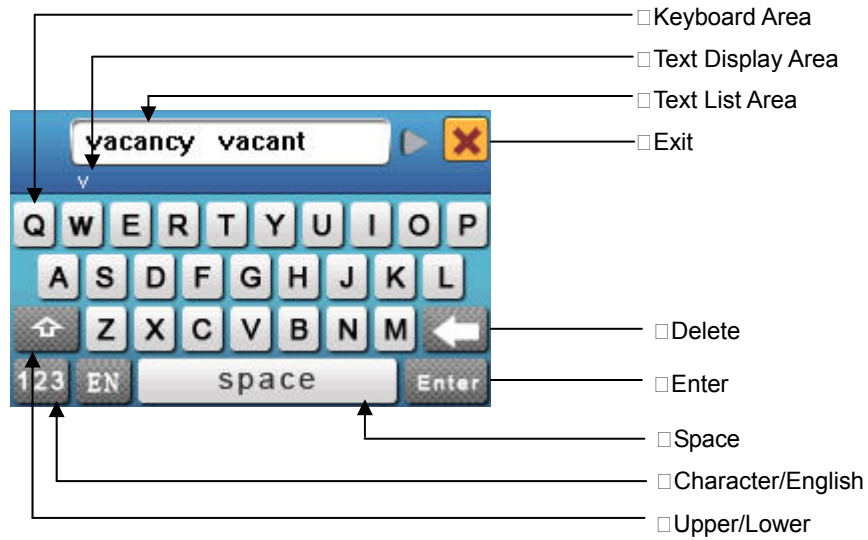 □Keyboard Area
□Text Display Area
□Text List Area
□Exit
vacancy vacant
v
Q W E R T Y U I O P
A S D F G H J K L
Z X C V B N M
□Delete
123 EN space Enter
□Enter
□Space
□Character/English
□Upper/Lower